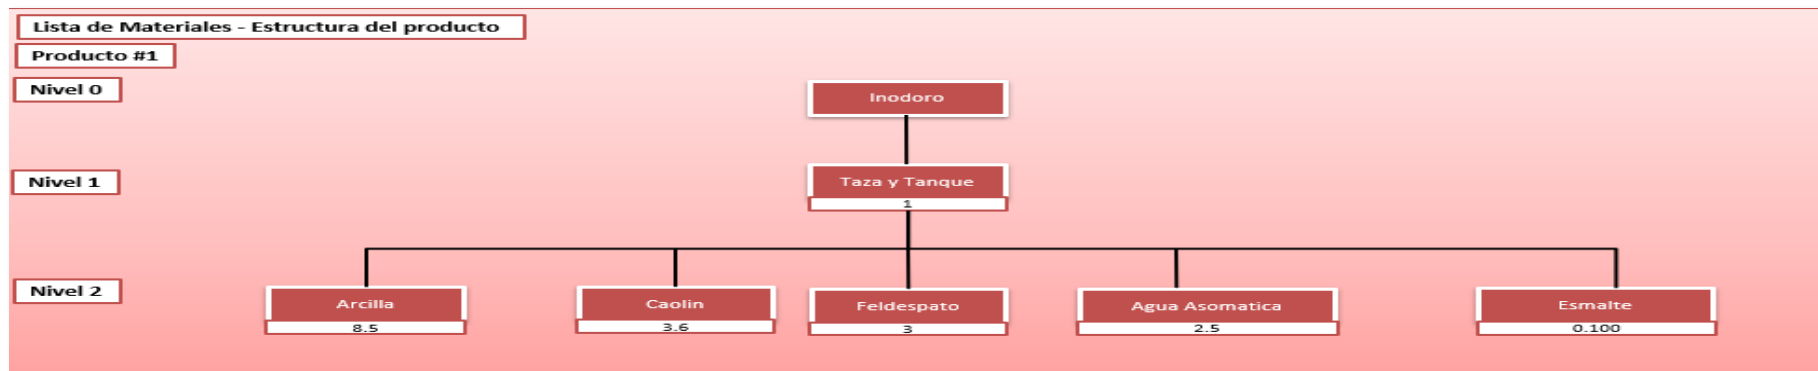 Lista de Materiales - Estructura del producto
Producto #1
Nivel 0
Inodoro
Nivel 1
Taza y Tanque
1
Nivel 2
Arcilla
8.5
Caolin
3.6
Feldespato
3
Agua Asomatica
2.5
Esmalte
0.100